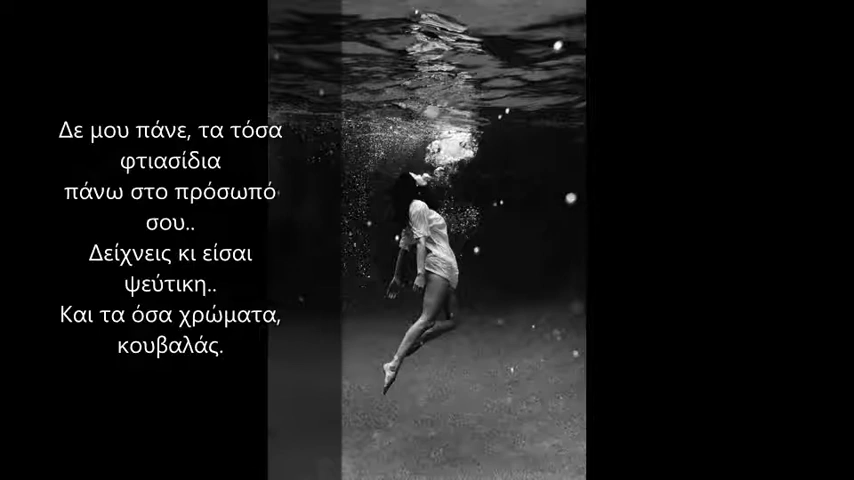 Δε μου πάνε, τα τόσα
φτιασίδια
πάνω στο πρόσωπό
σου..
Δείχνεις κι είσαι
ψεύτικη..
Και τα όσα χρώματα,
κουβαλάς.